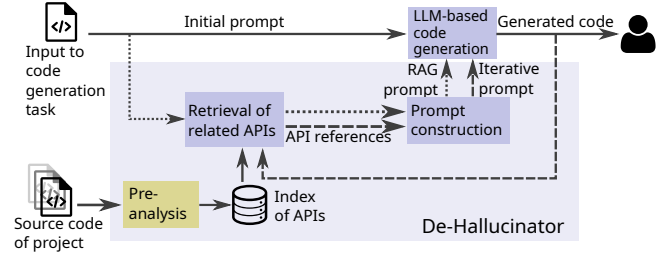 Initial prompt
LLM-based
code
generation
Generated code
Input to
code
generation
task
RAG
prompt
Iterative
prompt
Retrieval of
related APIs
API references
Prompt
construction
Pre-
analysis
Index
of APIs
Source code
of project
De-Hallucinator